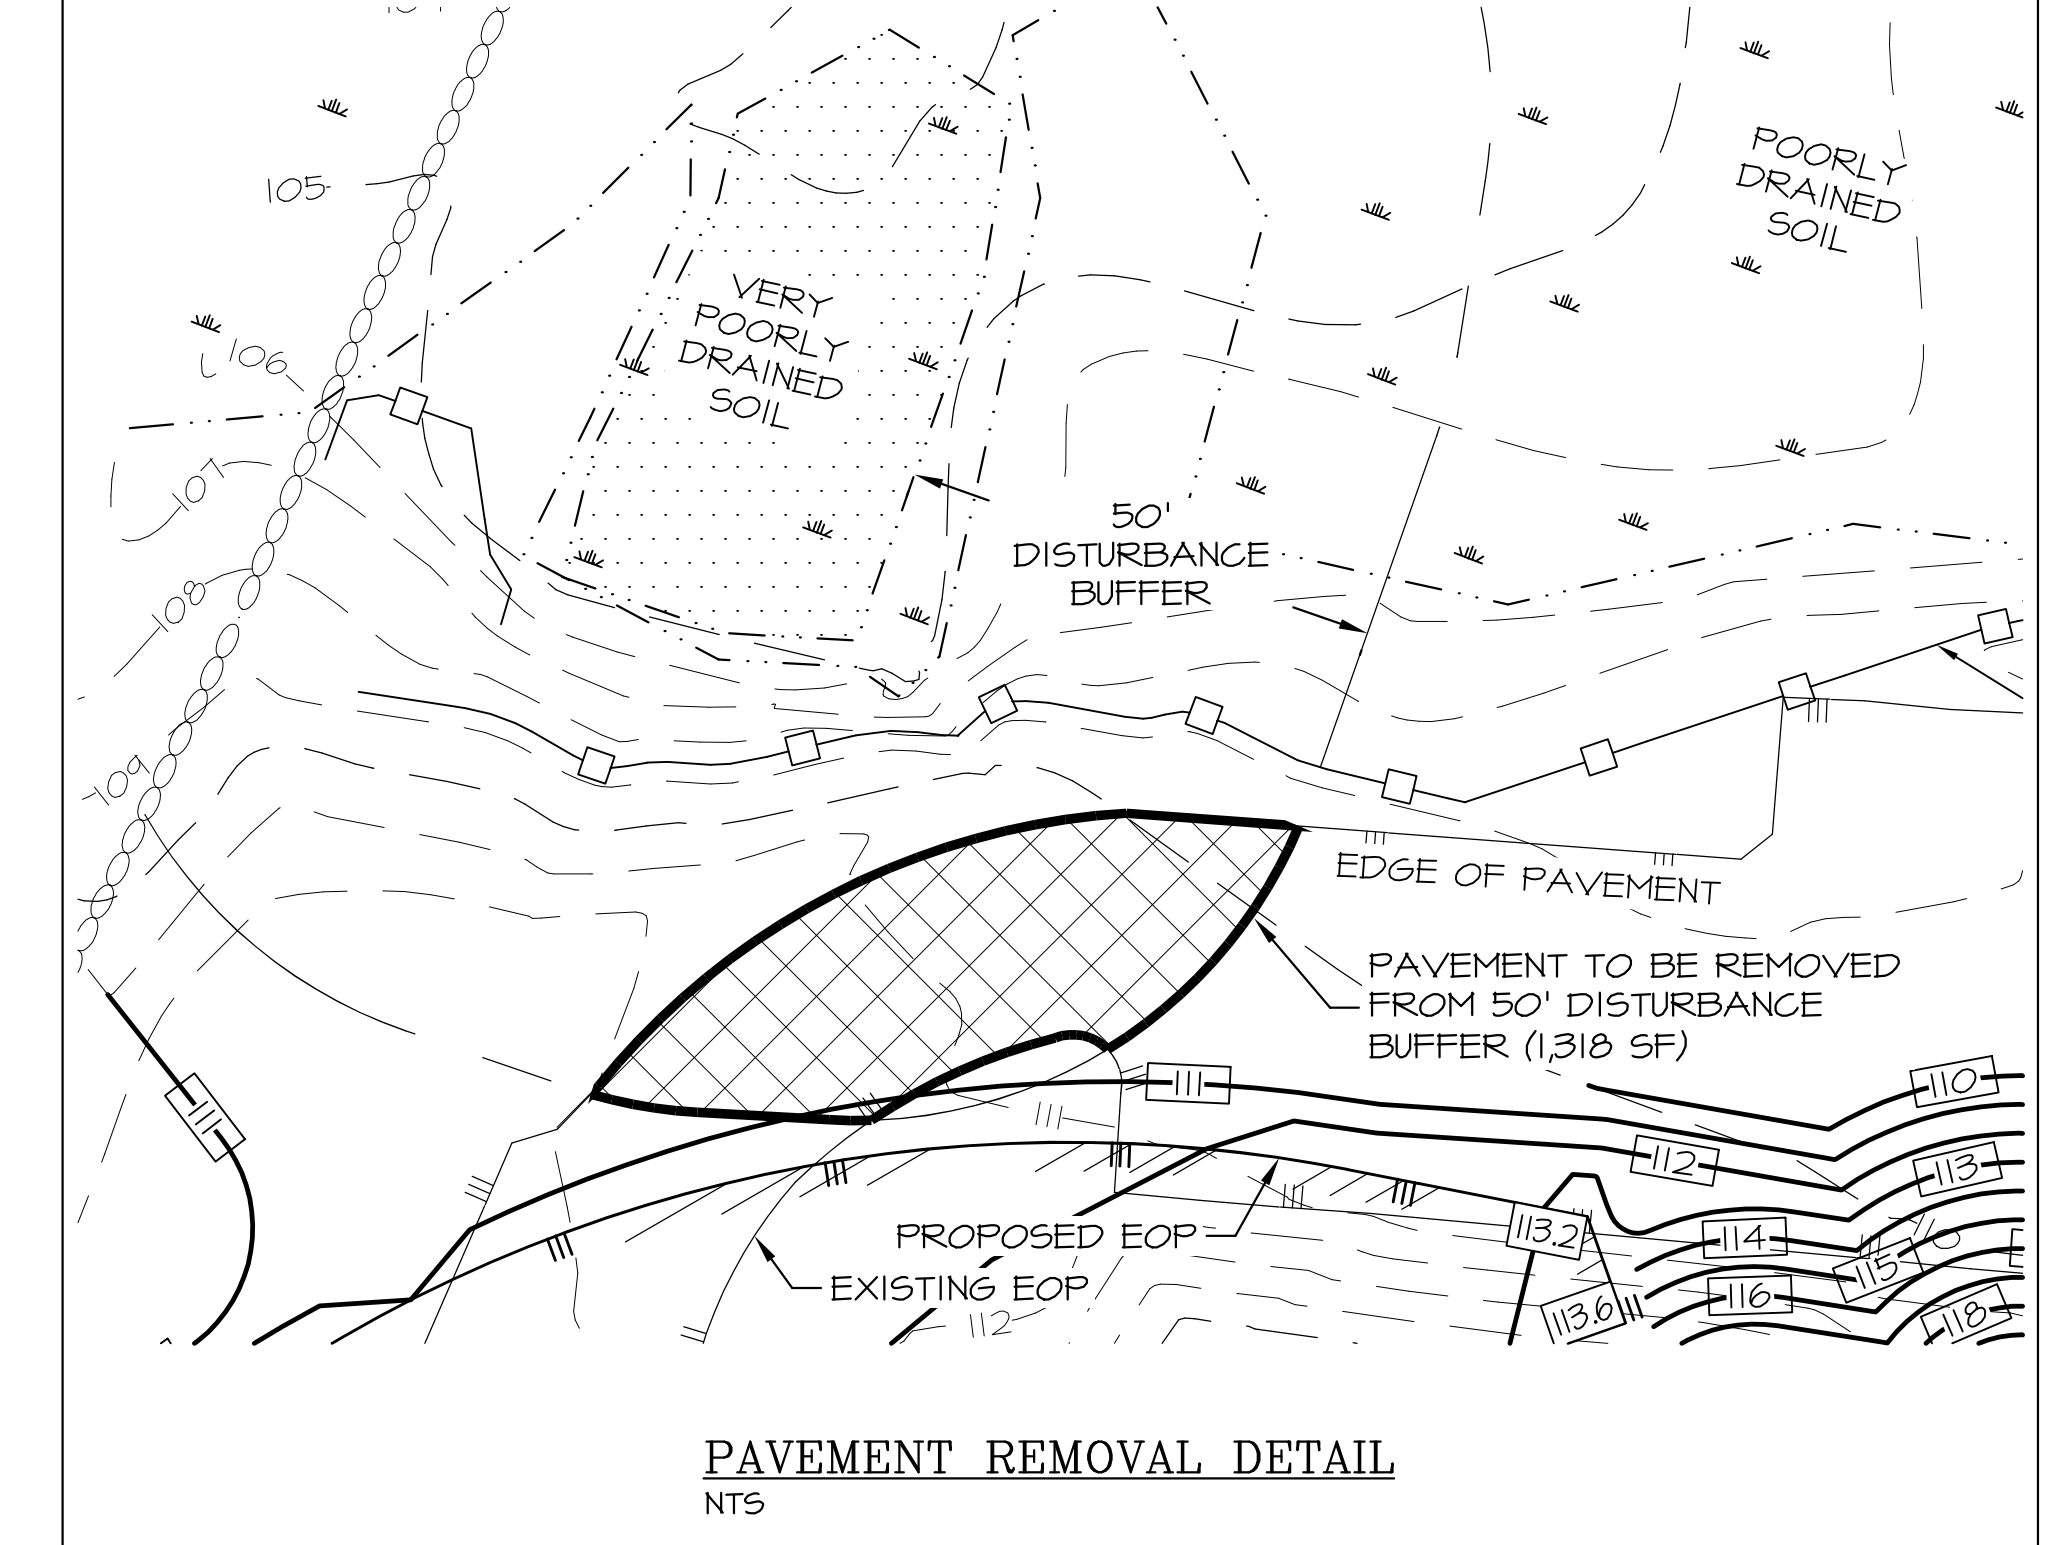 105
106
107
108
109
VERY
POORLY
DRAINED
SOIL
POORLY
DRAINED
SOIL
50'
DISTURBANCE
BUFFER
EDGE OF PAVEMENT
PAVEMENT TO BE REMOVED
FROM 50' DISTURBANCE
BUFFER (1,318 SF)
111
111
110
112
113
113.2
114
115
116
113.6
118
PROPOSED EOP
EXISTING EOP
112
PAVEMENT REMOVAL DETAIL
NTS